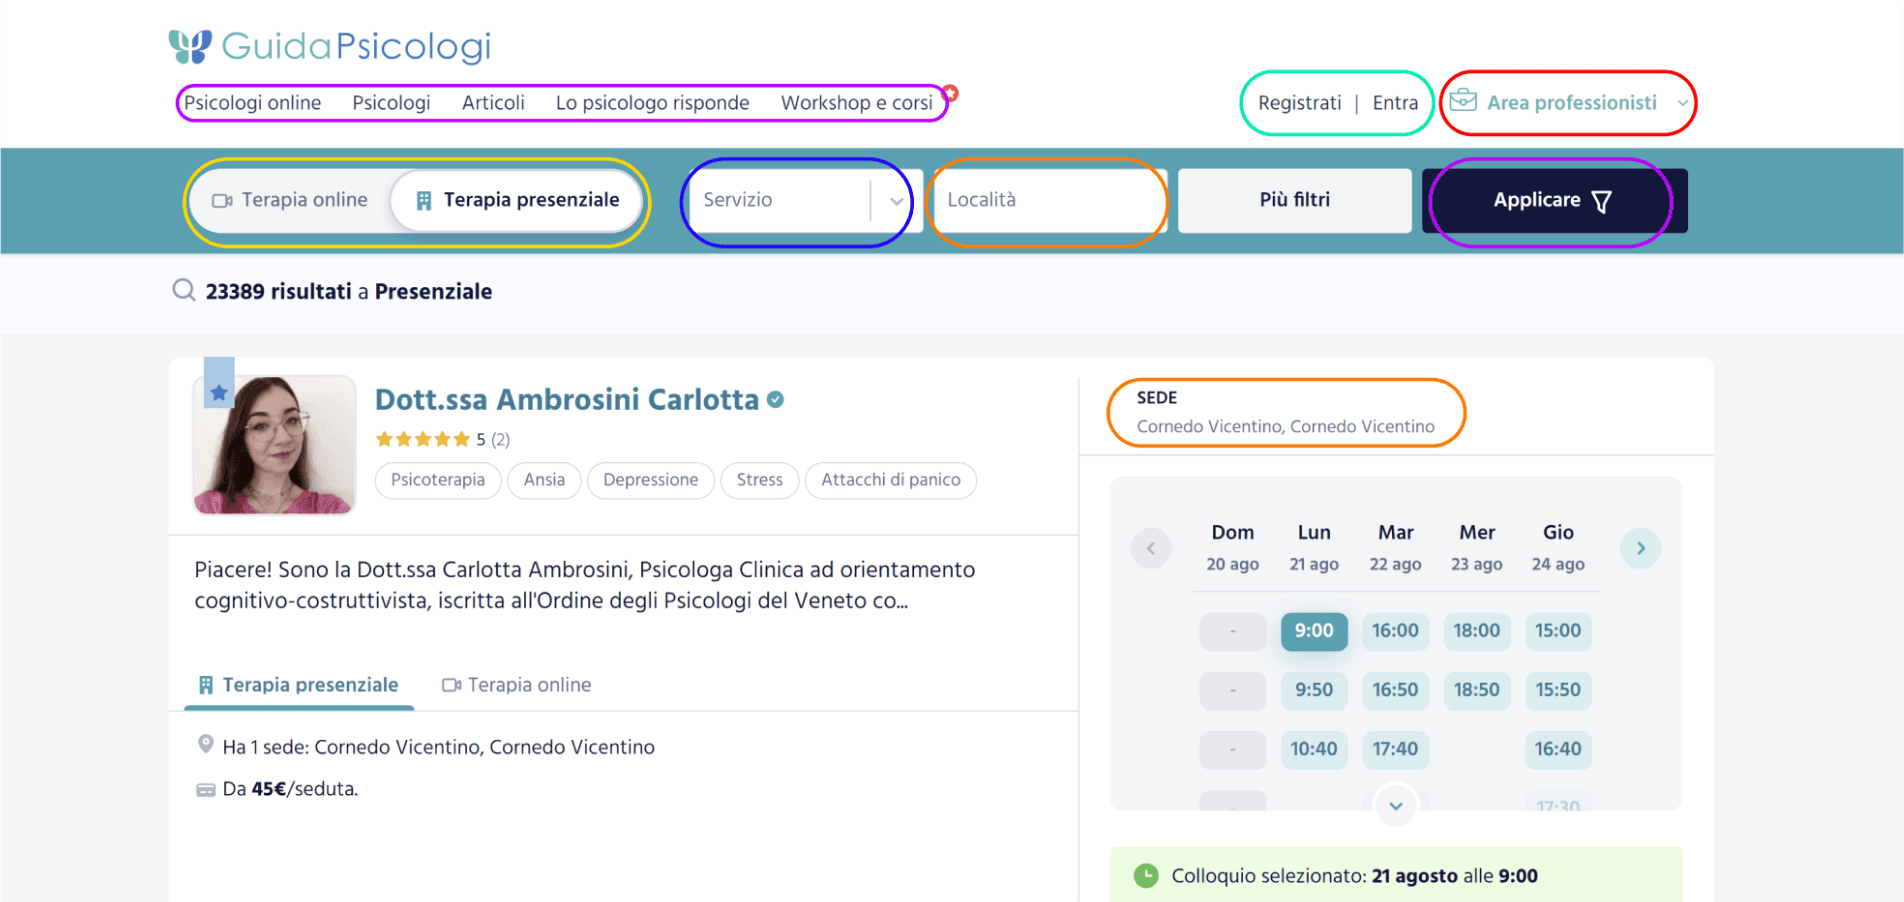 GuidaPsicologi
Psicologi online Psicologi Articoli Lo psicologo risponde Workshop e corsi
Registrati | Entra Area professionisti
Terapia online Terapia presenziale Servizio Località Più filtri Applicare
23389 risultati a Presenziale
Dott.ssa Ambrosini Carlotta
5 (2)
Psicoterapia Ansia Depressione Stress Attacchi di panico
Piacere! Sono la Dott.ssa Carlotta Ambrosini, Psicologa Clinica ad orientamento
cognitivo-costruttivista, iscritta all'Ordine degli Psicologi del Veneto co...
Terapia presenziale Terapia online
Ha 1 sede: Cornedo Vicentino, Cornedo Vicentino
Da 45€/seduta.
SEDE
Cornedo Vicentino, Cornedo Vicentino
Dom Lun Mar Mer Gio
20 ago 21 ago 22 ago 23 ago 24 ago
- 9:00 16:00 18:00 15:00
- 9:50 16:50 18:50 15:50
- 10:40 17:40 16:40
- 17:30
Colloquio selezionato: 21 agosto alle 9:00